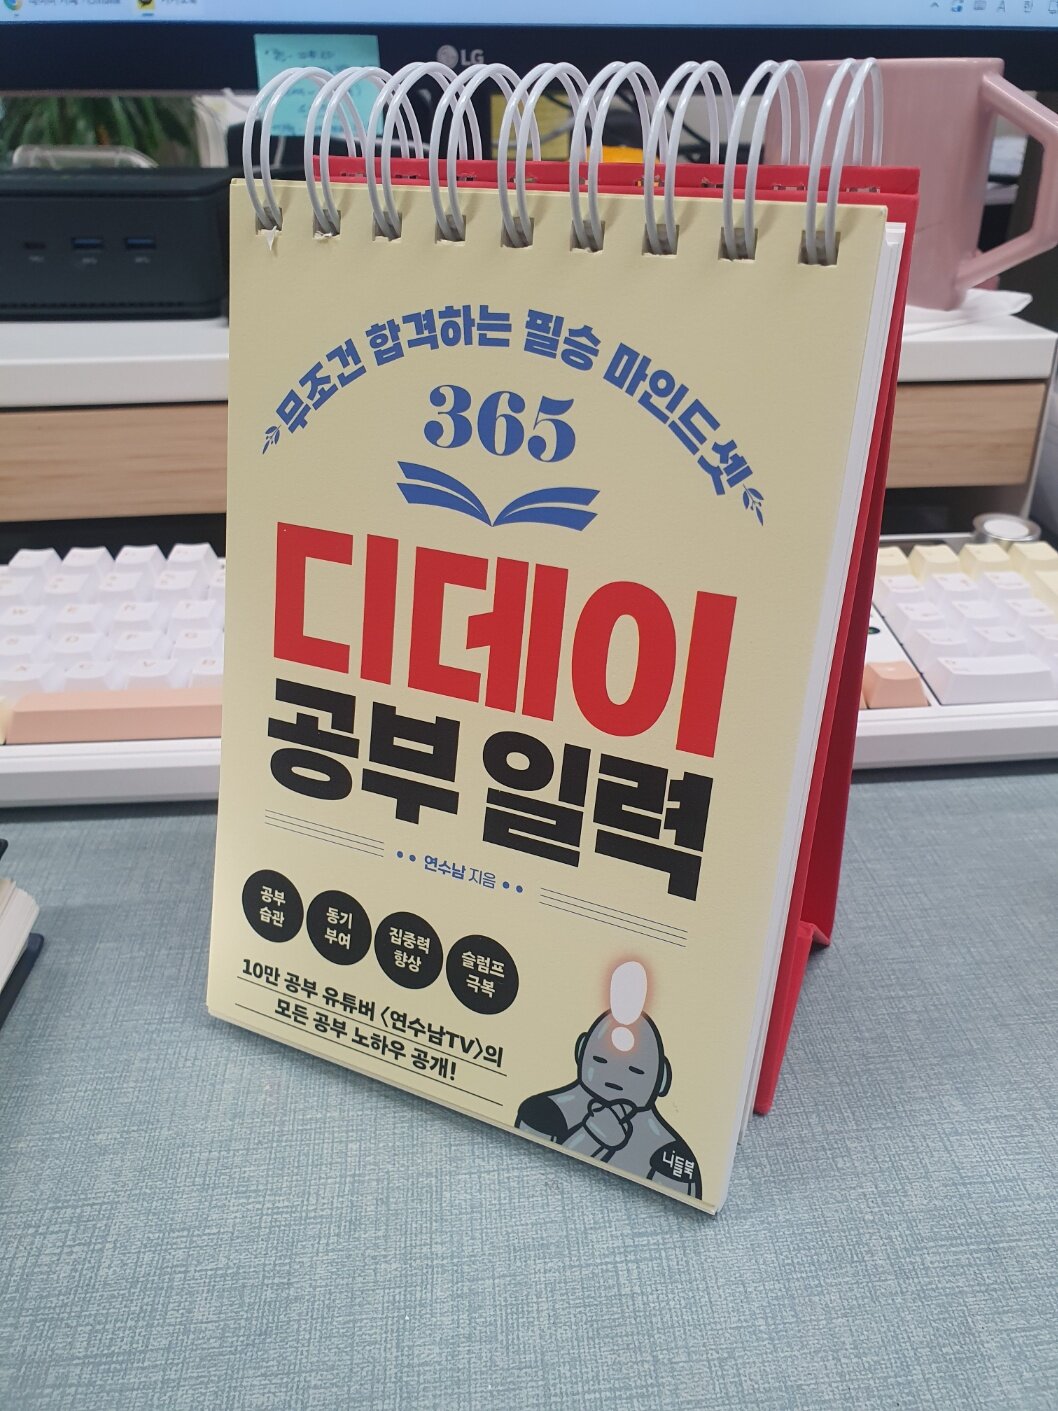 LG
무조건 합격하는 필승 마인드셋
365
디데이
공부 일력
연수남 지음
공부
습관
동기
부여
집중력
향상
슬럼프
극복
10만 공부 유튜버 〈연수남TV〉의
모든 공부 노하우 공개!
니들북